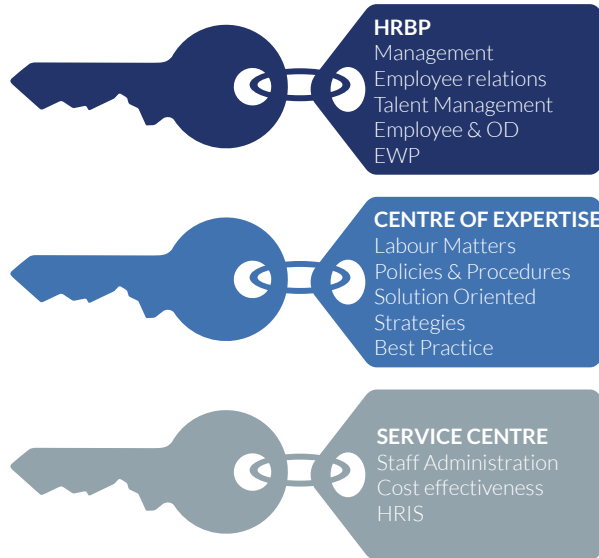 HRBP
Management
Employee relations
Talent Management
Employee & OD
EWP
CENTRE OF EXPERTISE
Labour Matters
Policies & Procedures
Solution Oriented
Strategies
Best Practice
SERVICE CENTRE
Staff Administration
Cost effectiveness
HRIS